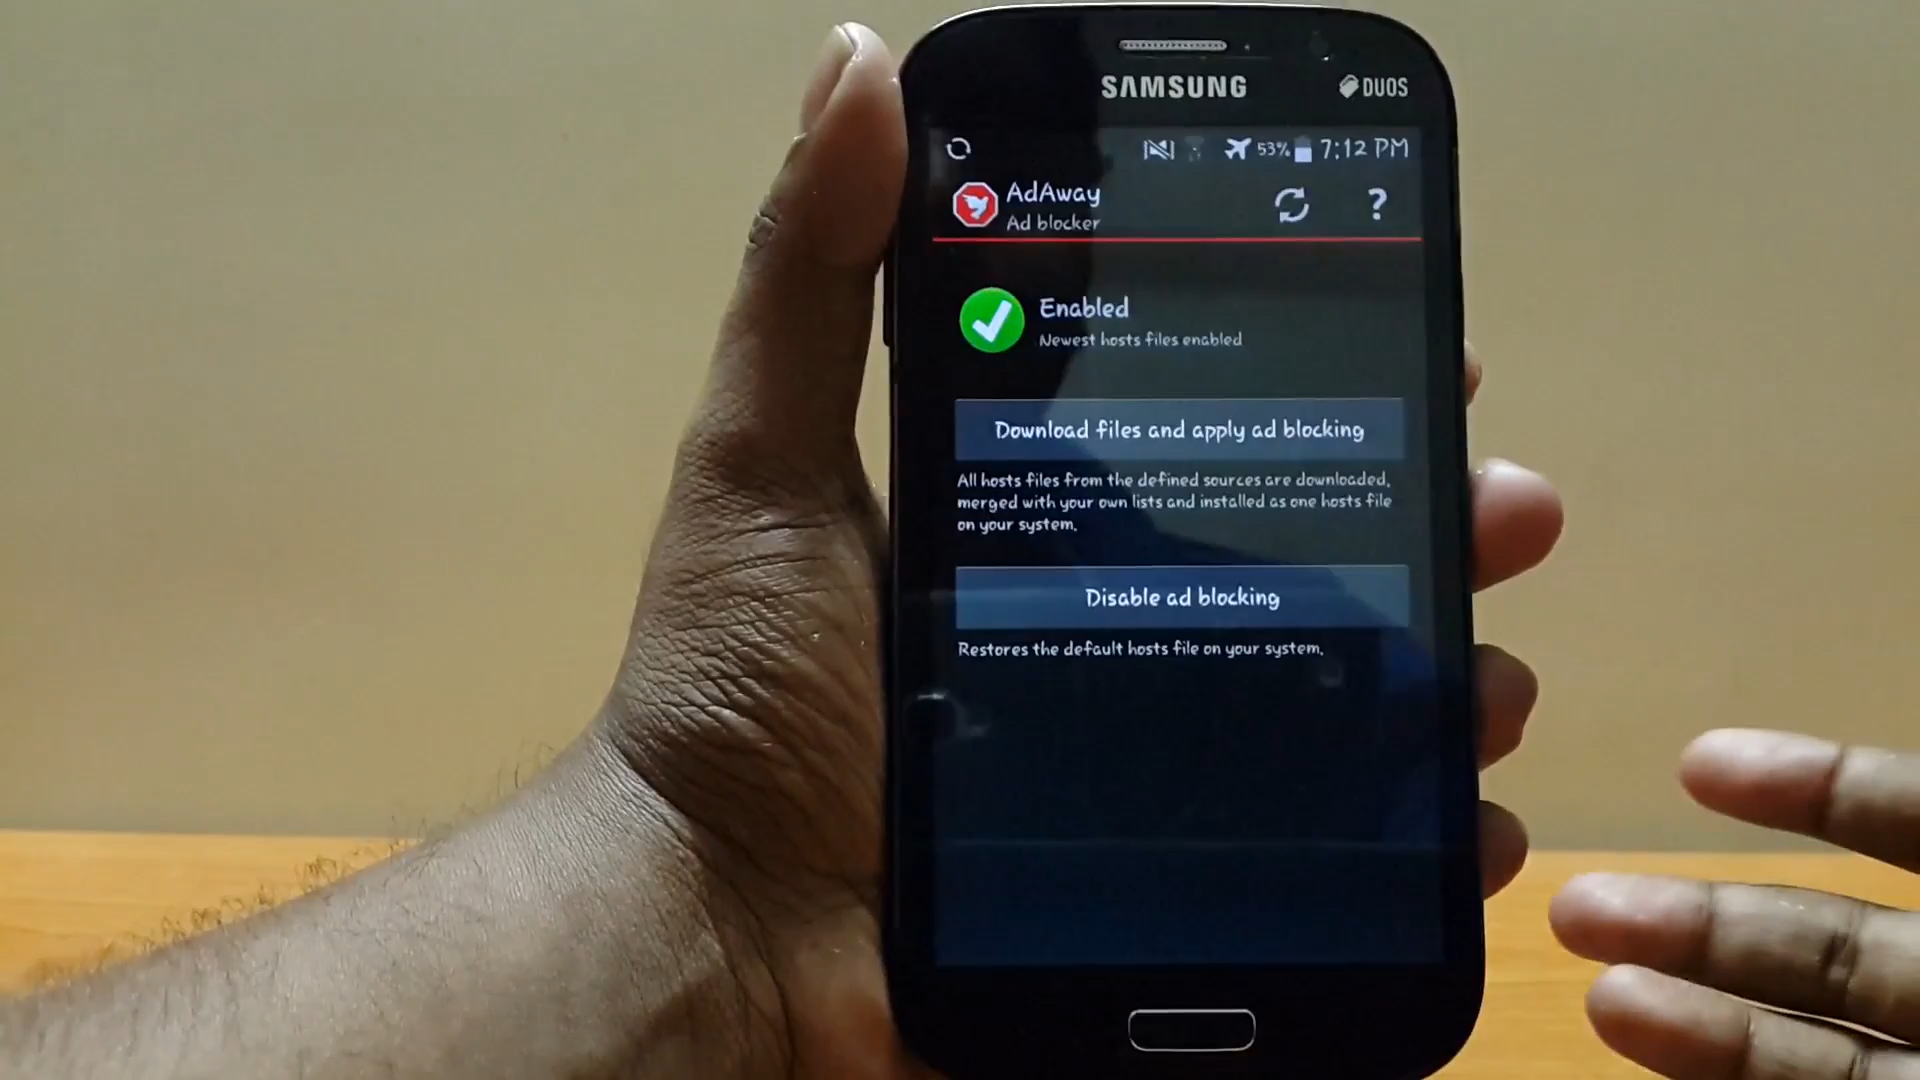 SAMSUNG
DUOS
53% 7:12 PM
AdAway
Ad blocker
?
Enabled
Newest hosts files enabled
Download files and apply ad blocking
All hosts files from the defined sources are downloaded,
merged with your own lists and installed as one hosts file
on your system.
Disable ad blocking
Restores the default hosts file on your system.